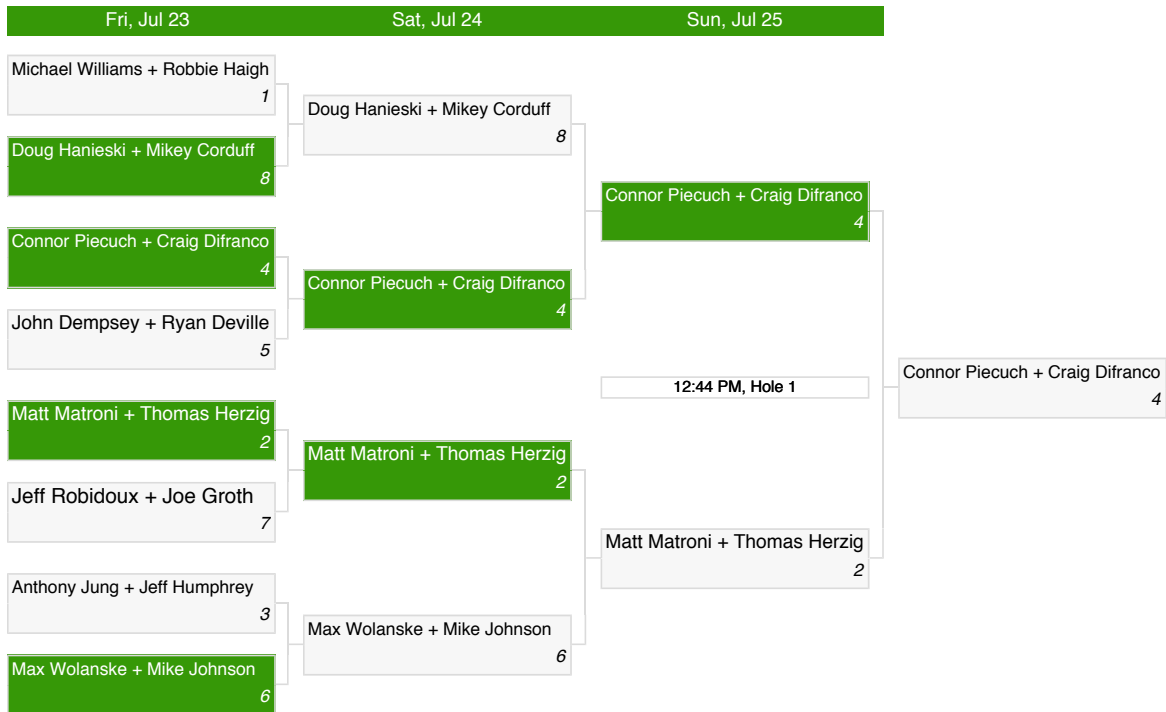 Fri, Jul 23
Sat, Jul 24
Sun, Jul 25
Michael Williams + Robbie Haigh
1
Doug Hanieski + Mikey Corduff
8
Connor Piecuch + Craig Difranco
4
John Dempsey + Ryan Deville
5
Matt Matroni + Thomas Herzig
2
Jeff Robidoux + Joe Groth
7
Anthony Jung + Jeff Humphrey
3
Max Wolanske + Mike Johnson
6
Doug Hanieski + Mikey Corduff
8
Connor Piecuch + Craig Difranco
4
Matt Matroni + Thomas Herzig
2
Max Wolanske + Mike Johnson
6
Connor Piecuch + Craig Difranco
4
12:44 PM, Hole 1
Matt Matroni + Thomas Herzig
2
Connor Piecuch + Craig Difranco
4